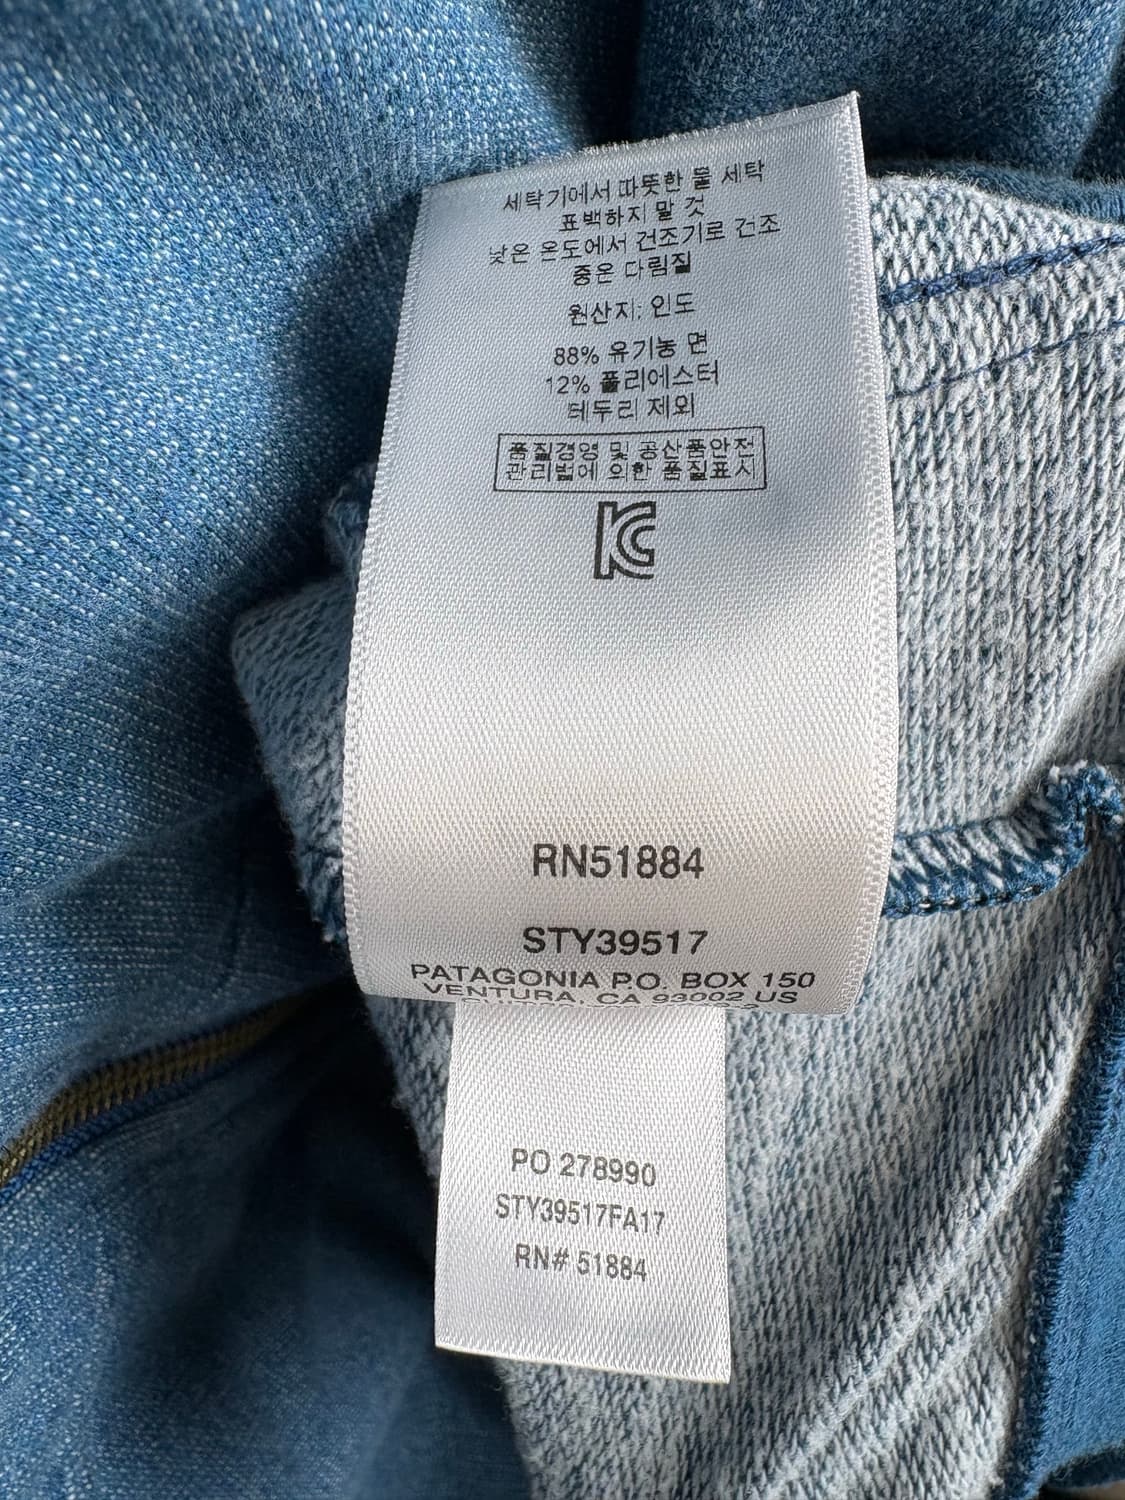 세탁기에서 따뜻한 물 세탁
표백하지 말 것
낮은 온도에서 건조기로 건조
중온 다림질
원산지: 인도
88% 유기농 면
12% 폴리에스터
테두리 제외
품질경영 및 공산품안전
관리법에 의한 품질표시
KC
RN51884
STY39517
PATAGONIA P.O. BOX 150
VENTURA, CA 93002 US
PO 278990
STY39517FA17
RN# 51884